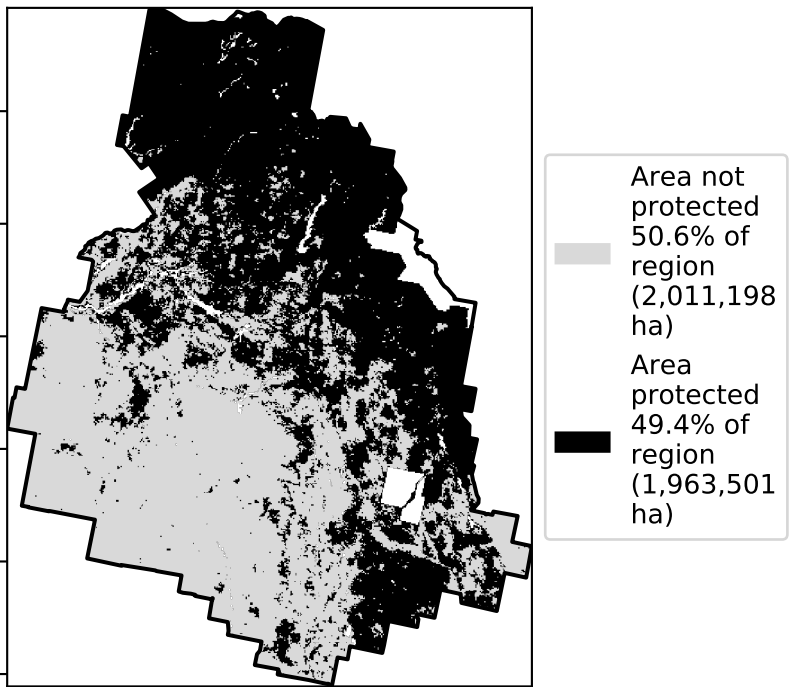 Area not
protected
50.6% of
region
(2,011,198
ha)
Area
protected
49.4% of
region
(1,963,501
ha)